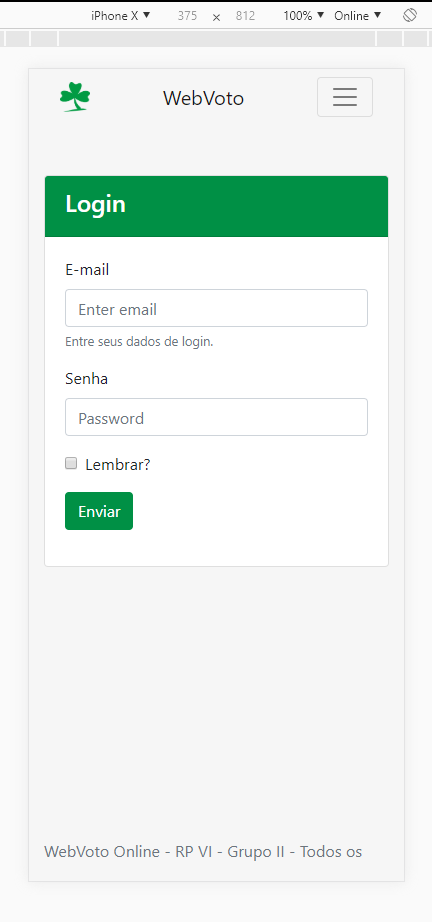 iPhone X ▼ 375 × 812 100% ▼ Online ▼
WebVoto
Login
E-mail
Enter email
Entre seus dados de login.
Senha
Password
Lembrar?
Enviar
WebVoto Online - RP VI - Grupo II - Todos os